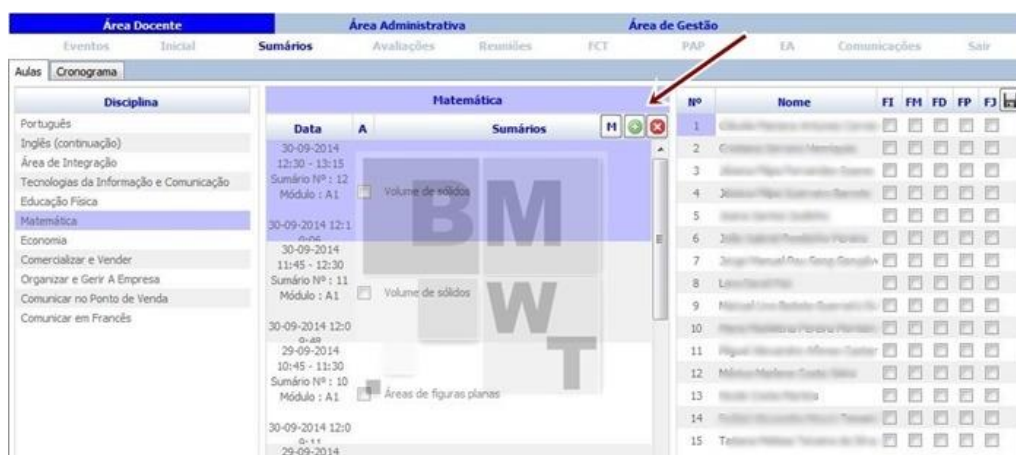 Área Docente Área Administrativa Área de Gestão
Eventos Inicial Sumários Avaliações Reuniões FCT PAP EA Comunicações Sair
Aulas Cronograma
Disciplina
Português
Inglês (continuação)
Área de Integração
Tecnologias da Informação e Comunicação
Educação Física
Matemática
Economia
Comercializar e Vender
Organizar e Gerir A Empresa
Comunicar no Ponto de Venda
Comunicar em Francês
Matemática
Data A Sumários M
30-09-2014
12:30 - 13:15
Sumário Nº : 12
Módulo : A1
Volume de sólidos
30-09-2014 12:1
0:06
30-09-2014
11:45 - 12:30
Sumário Nº : 11
Módulo : A1
Volume de sólidos
30-09-2014 12:0
9:49
29-09-2014
10:45 - 11:30
Sumário Nº : 10
Módulo : A1
Áreas de figuras planas
30-09-2014 12:0
9:11
29-09-2014
BM
W
.T
Nº Nome FI FM FD FP FJ
1
2
3
4
5
6
7
8
9
10
11
12
13
14
15